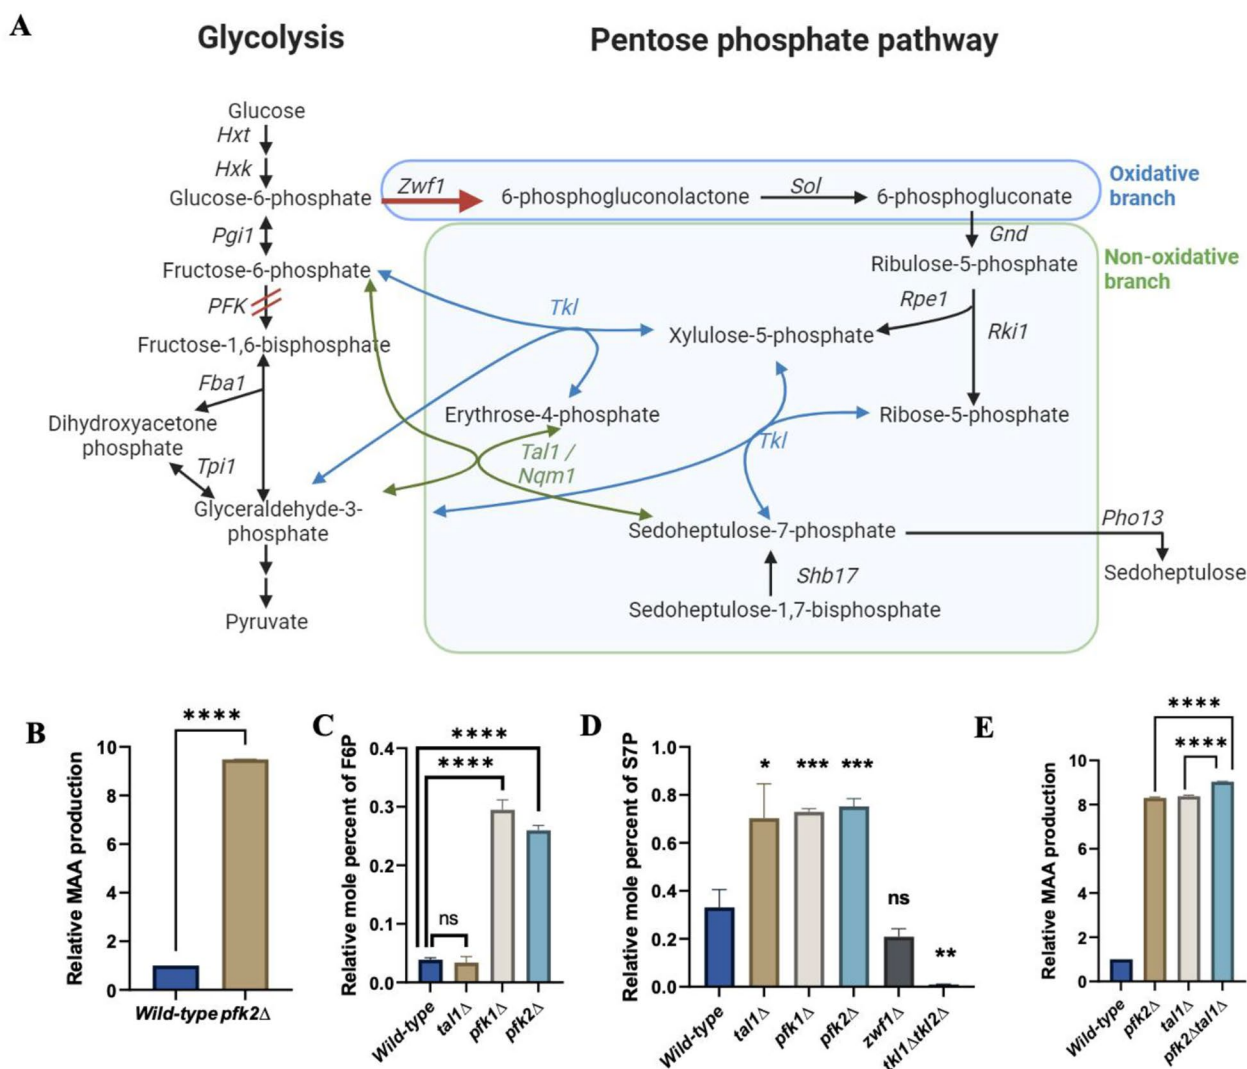 A
Glycolysis
Pentose phosphate pathway
Glucose
Hxt
Hxk
Glucose-6-phosphate
Zwf1
6-phosphogluconolactone
Sol
6-phosphogluconate
Oxidative
branch
Pgi1
Gnd
Fructose-6-phosphate
Ribulose-5-phosphate
Non-oxidative
branch
PFK
Tkl
Rpe1
Rki1
Fructose-1,6-bisphosphate
Xylulose-5-phosphate
Fba1
Dihydroxyacetone
phosphate
Erythrose-4-phosphate
Ribose-5-phosphate
Tpi1
Tal1 /
Nqm1
Tkl
Glyceraldehyde-3-
phosphate
Sedoheptulose-7-phosphate
Pho13
Sedoheptulose
Shb17
Sedoheptulose-1,7-bisphosphate
Pyruvate
B
****
Relative MAA production
10
8
6
4
2
0
Wild-type pfk2Δ
C
****
****
ns
Relative mole percent of F6P
0.4
0.3
0.2
0.1
0.0
Wild-type
tal1Δ
pfk1Δ
pfk2Δ
D
Relative mole percent of S7P
1.0
0.8
0.6
0.4
0.2
0.0
*
***
***
ns
**
Wild-type
tal1Δ
pfk1Δ
pfk2Δ
zwf1Δ
tkl1Δtkl2Δ
E
****
****
Relative MAA production
10
8
6
4
2
0
Wild-type
pfk2Δ
tal1Δ
pfk2Δtal1Δ